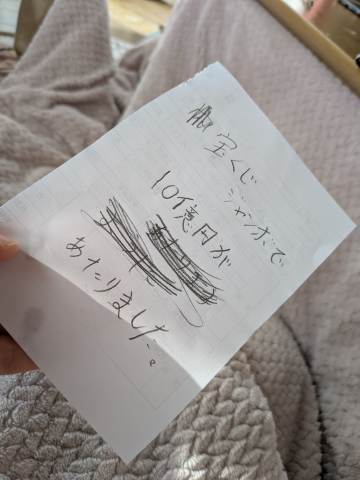 宝くじ ジャンボで
10億円が
あたりました。